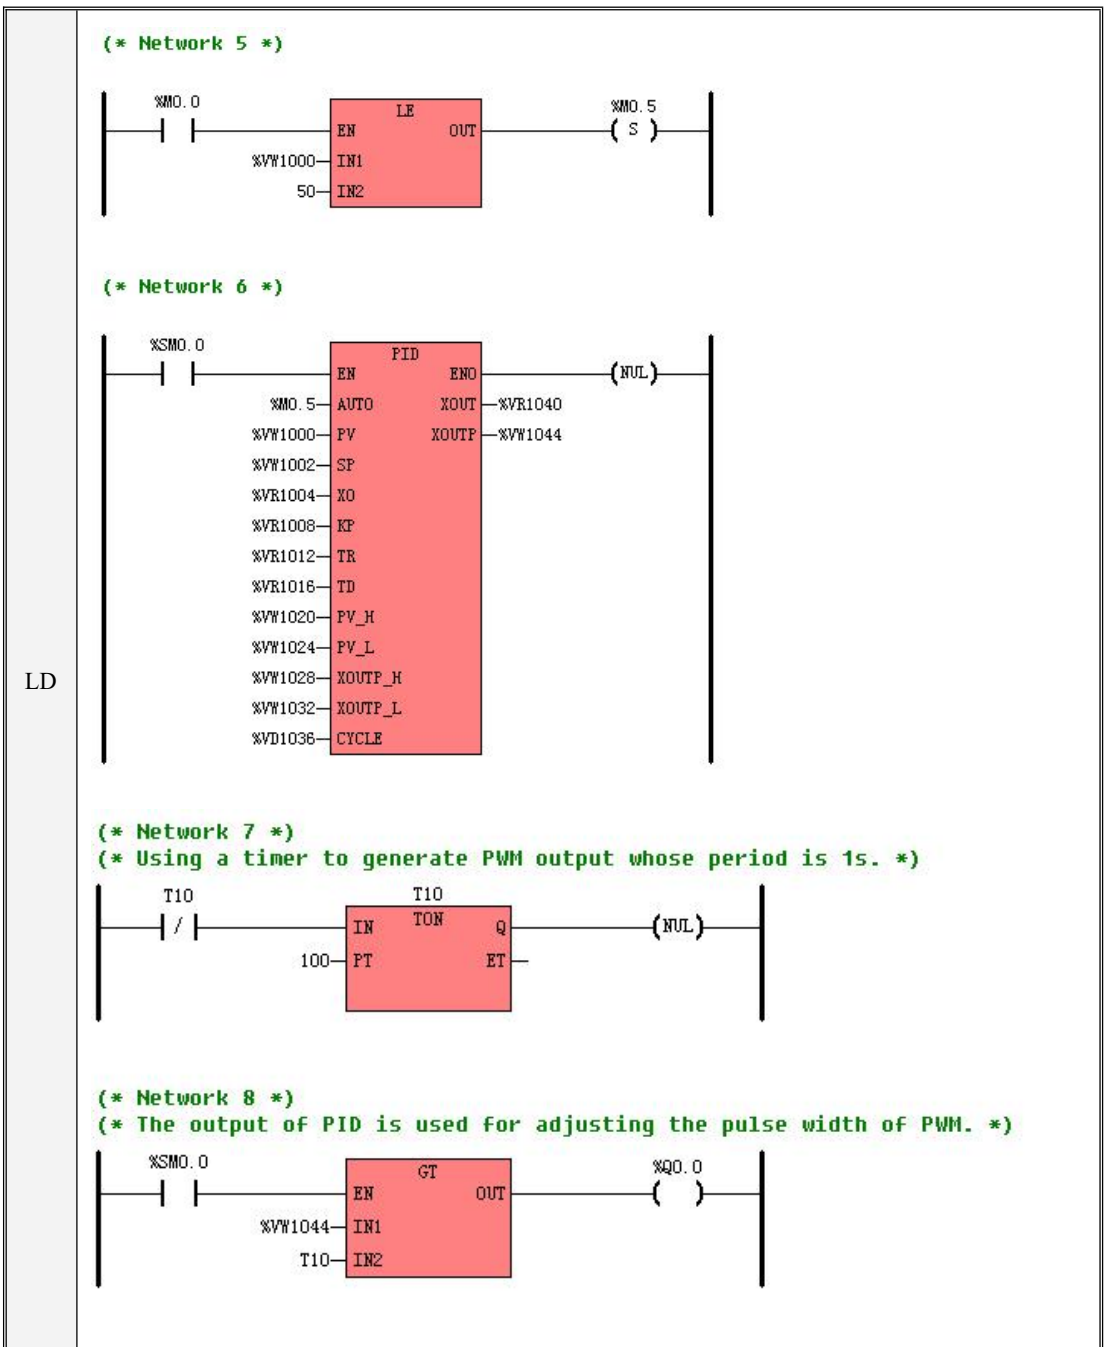 (* Network 5 *)
%M0.0
LE
%M0.5
EN
OUT
( S )
%VW1000
IN1
50
IN2
(* Network 6 *)
%SM0.0
PID
EN
ENO
(NUL)
%M0.5
AUTO
XOUT
%VR1040
%VW1000
PV
XOUTP
%VW1044
%VW1002
SP
%VR1004
XO
%VR1008
KP
%VR1012
TR
%VR1016
TD
%VW1020
PV_H
%VW1024
PV_L
LD
%VW1028
XOUTP_H
%VW1032
XOUTP_L
%VD1036
CYCLE
(* Network 7 *)
(* Using a timer to generate PWM output whose period is 1s. *)
T10
T10
/
IN
TON
Q
(NUL)
100
PT
ET
(* Network 8 *)
(* The output of PID is used for adjusting the pulse width of PWM. *)
%SM0.0
GT
%Q0.0
EN
OUT
( )
%VW1044
IN1
T10
IN2